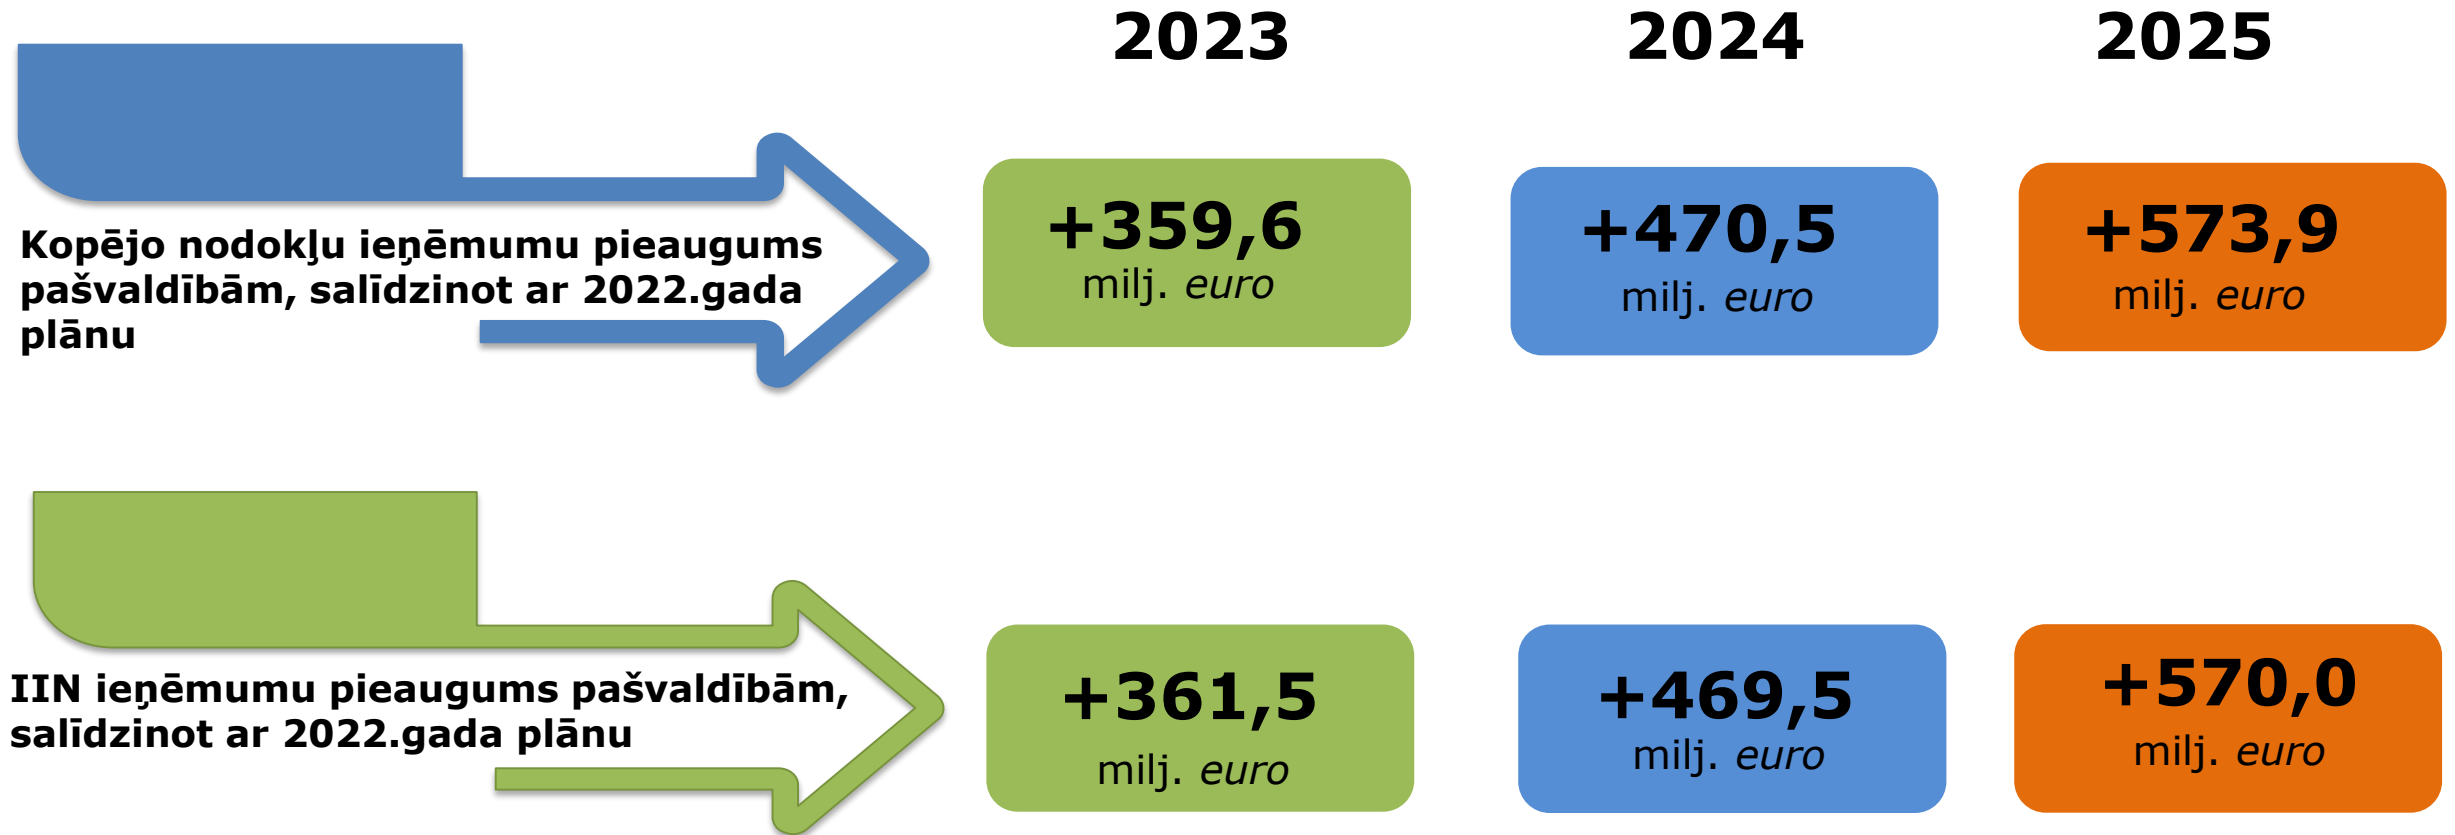 2023 2024 2025
Kopējo nodokļu ieņēmumu pieaugums
pašvaldībām, salīdzinot ar 2022.gada
plānu
+359,6
milj. euro
+470,5
milj. euro
+573,9
milj. euro
IIN ieņēmumu pieaugums pašvaldībām,
salīdzinot ar 2022.gada plānu
+361,5
milj. euro
+469,5
milj. euro
+570,0
milj. euro